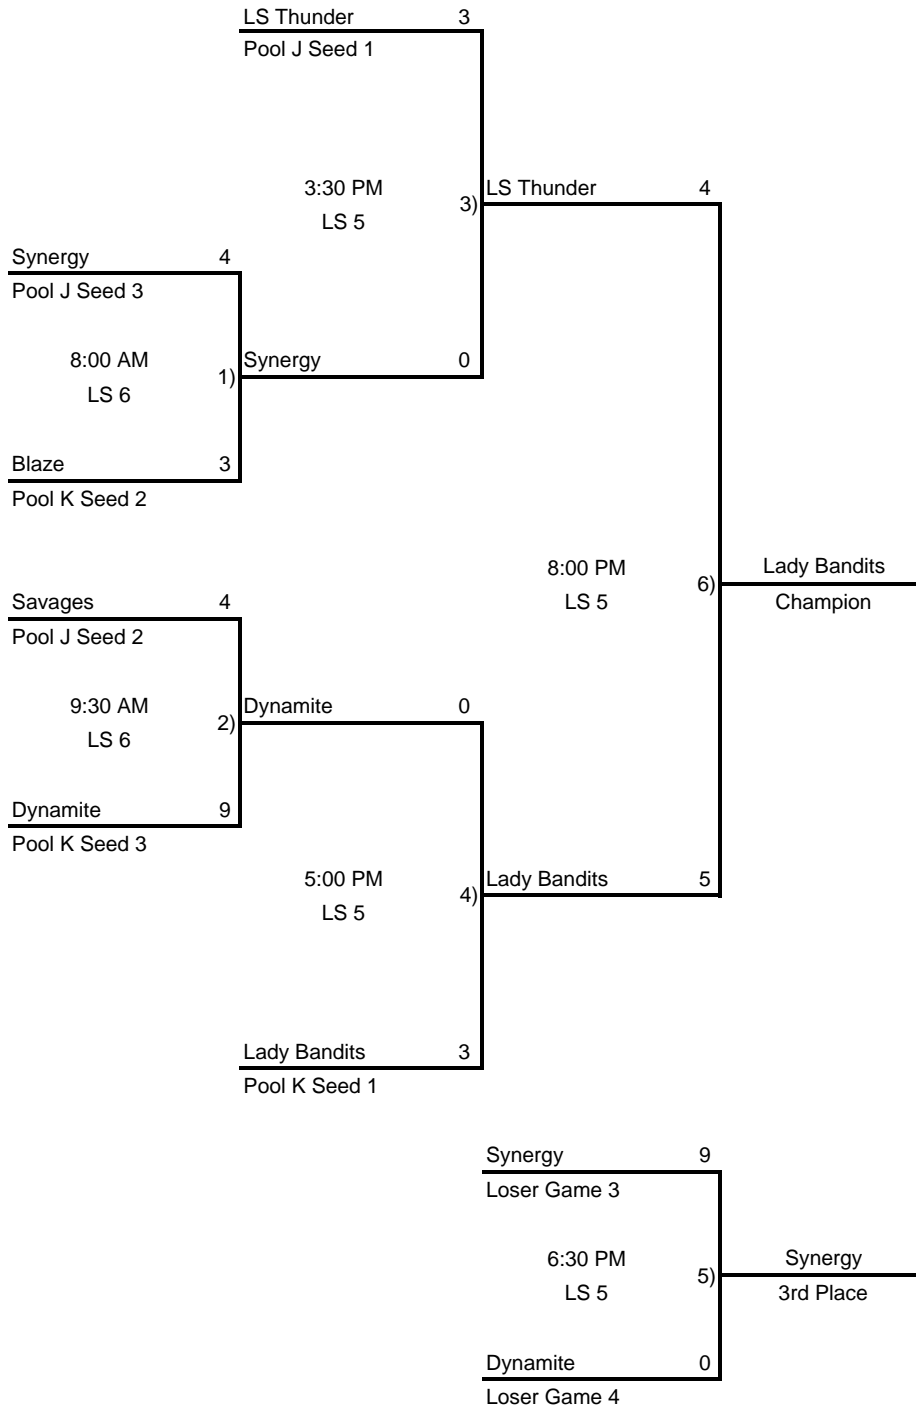 LS Thunder 3
Pool J Seed 1
3:30 PM
LS 5
3)
LS Thunder 4
Synergy 4
Pool J Seed 3
8:00 AM
LS 6
1)
Synergy 0
Blaze 3
Pool K Seed 2
8:00 PM
LS 5
6)
Lady Bandits
Champion
Savages 4
Pool J Seed 2
9:30 AM
LS 6
2)
Dynamite 0
Dynamite 9
Pool K Seed 3
5:00 PM
LS 5
4)
Lady Bandits 5
Lady Bandits 3
Pool K Seed 1
Synergy 9
Loser Game 3
6:30 PM
LS 5
5)
Synergy
3rd Place
Dynamite 0
Loser Game 4